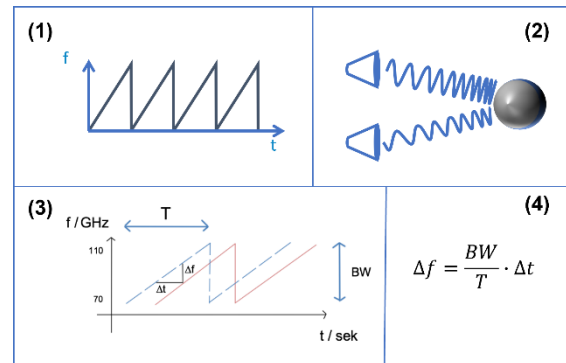 (1)
f
t
(2)
(3)
f / GHz
T
110
Δf
Δt
BW
70
t / sek
(4)
Δf = BW/T · Δt